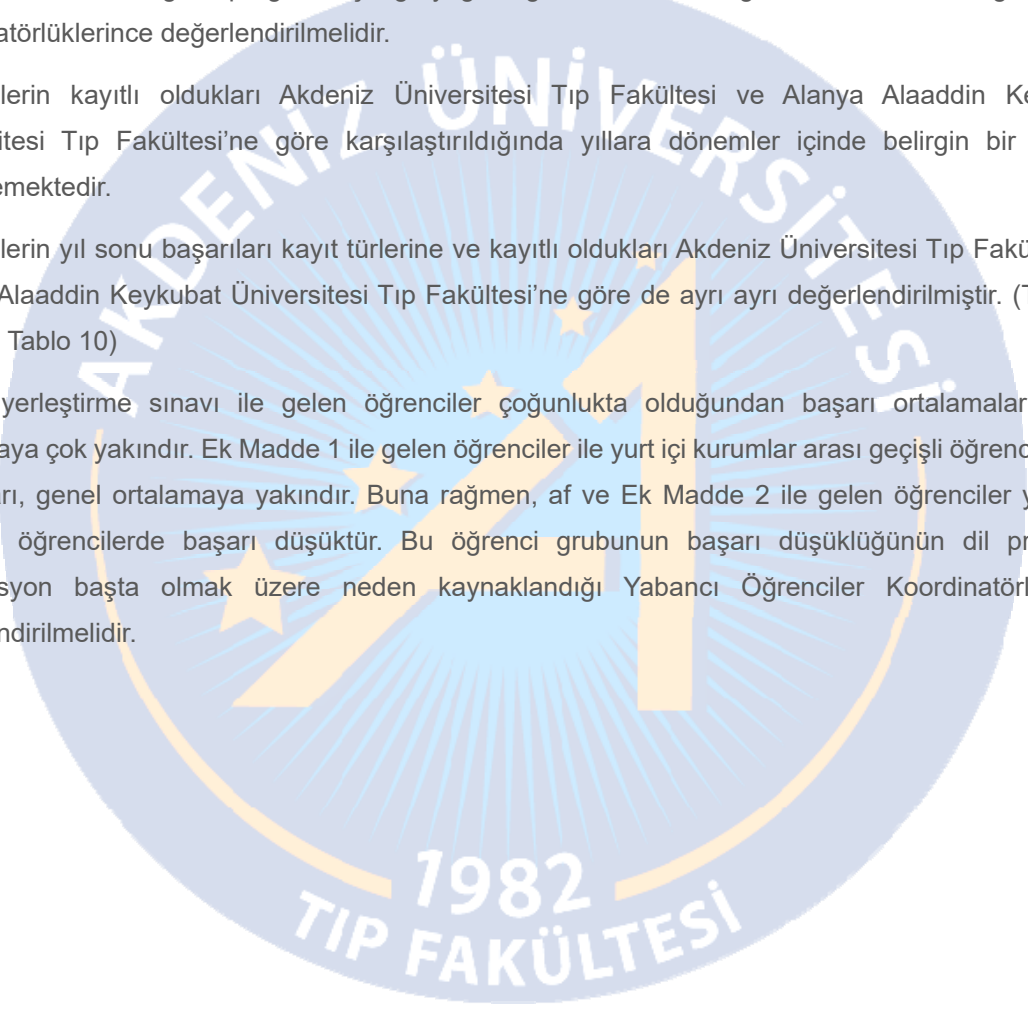 AKDENİZ ÜNİVERSİTESİ
atörlüklerince değerlendirilmelidir.
lerin kayıtlı oldukları Akdeniz Üniversitesi Tıp Fakültesi ve Alanya Alaaddin Ke
itesi Tıp Fakültesi’ne göre karşılaştırıldığında yıllara dönemler içinde belirgin bir
emektedir.
lerin yıl sonu başarıları kayıt türlerine ve kayıtlı oldukları Akdeniz Üniversitesi Tıp Fakü
Alaaddin Keykubat Üniversitesi Tıp Fakültesi’ne göre de ayrı ayrı değerlendirilmiştir. (T
Tablo 10)
yerleştirme sınavı ile gelen öğrenciler çoğunlukta olduğundan başarı ortalamalar
aya çok yakındır. Ek Madde 1 ile gelen öğrenciler ile yurt içi kurumlar arası geçişli öğrenc
arı, genel ortalamaya yakındır. Buna rağmen, af ve Ek Madde 2 ile gelen öğrenciler y
öğrencilerde başarı düşüktür. Bu öğrenci grubunun başarı düşüklüğünün dil pr
syon başta olmak üzere neden kaynaklandığı Yabancı Öğrenciler Koordinatörl
ndirilmelidir.
1982
TIP FAKÜLTESİ